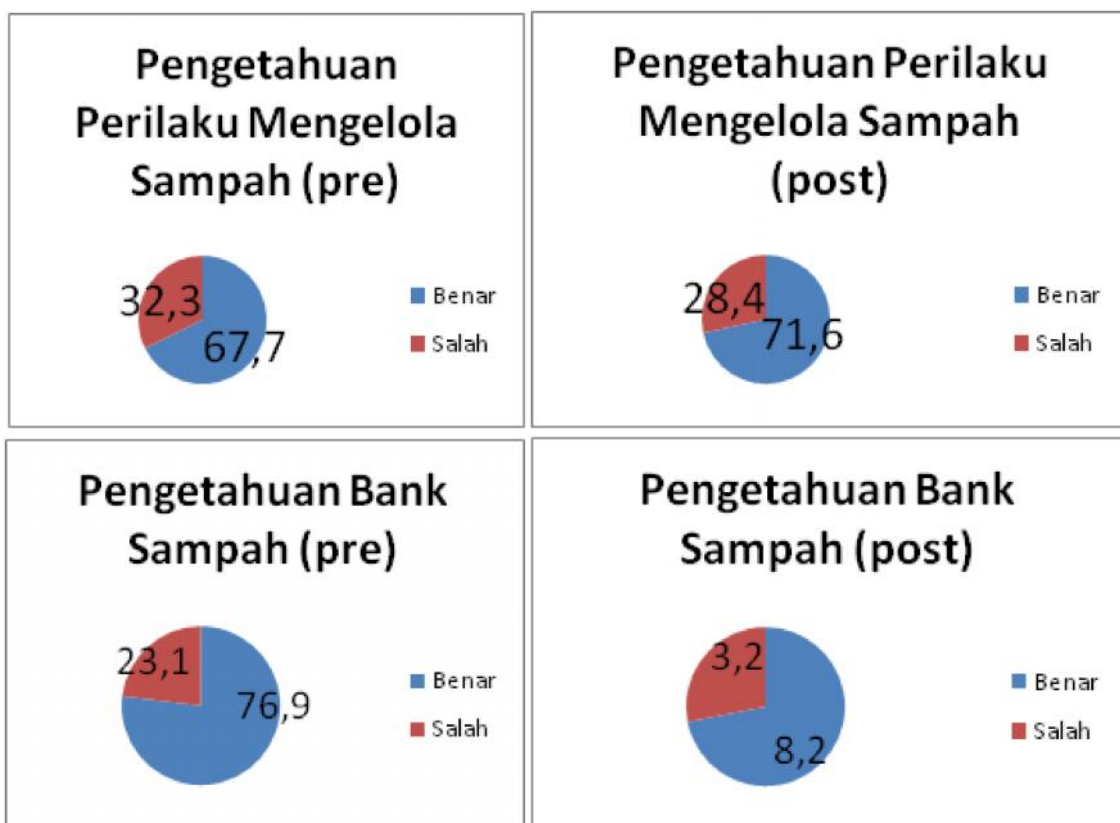 Pengetahuan
Perilaku Mengelola
Sampah (pre)
32,3
67,7
Benar
Salah
Pengetahuan Perilaku
Mengelola Sampah
(post)
28,4
71,6
Benar
Salah
Pengetahuan Bank
Sampah (pre)
23,1
76,9
Benar
Salah
Pengetahuan Bank
Sampah (post)
3,2
8,2
Benar
Salah